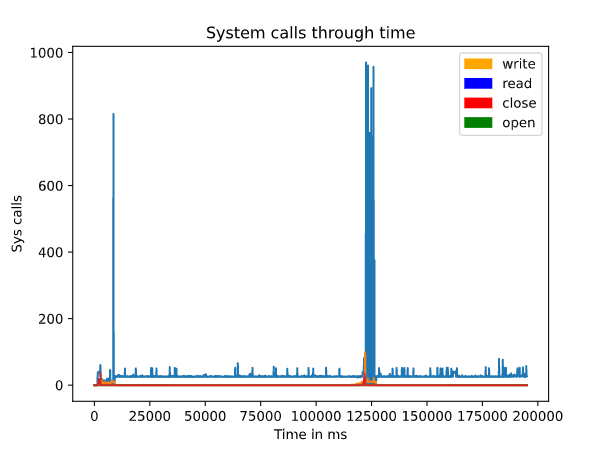 System calls through time
1000
800
600
400
200
0
Sys calls
write
read
close
open
0 25000 50000 75000 100000 125000 150000 175000 200000
Time in ms